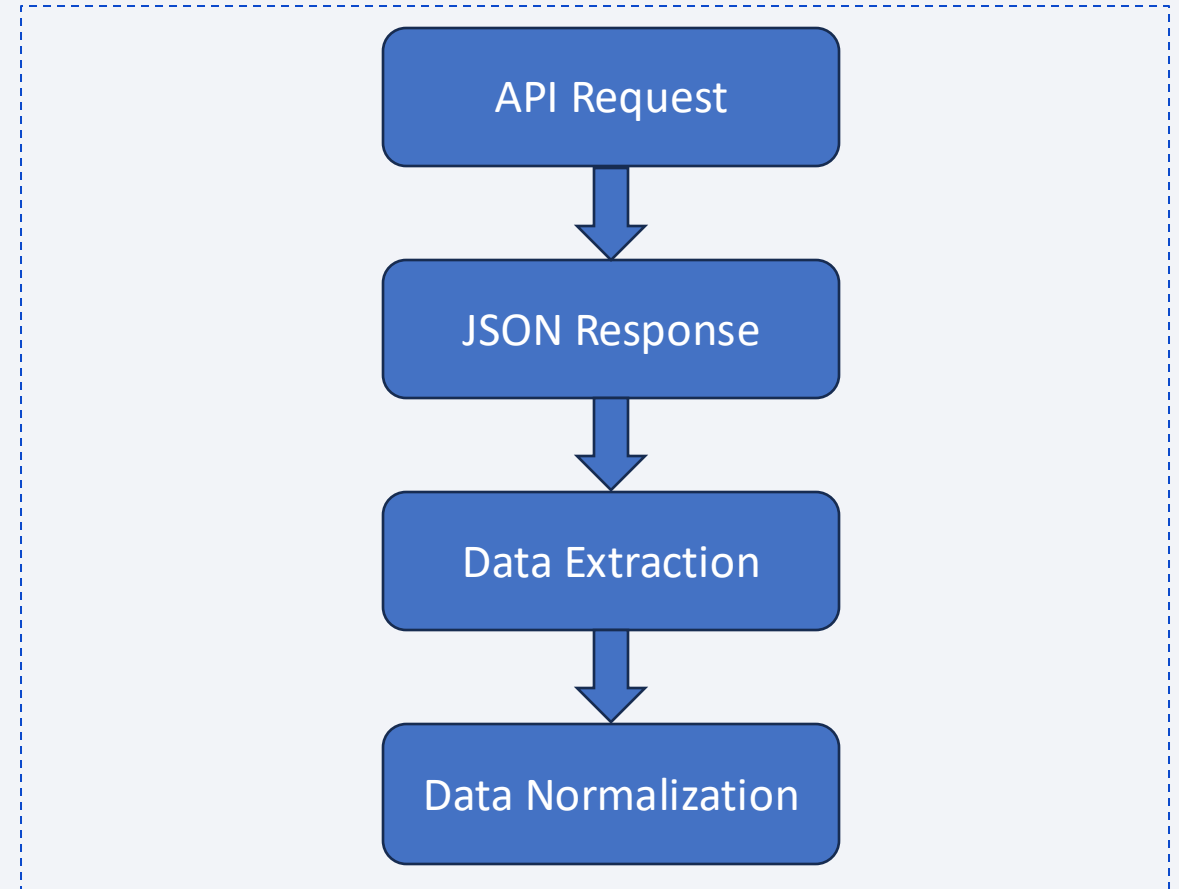 API Request
JSON Response
Data Extraction
Data Normalization